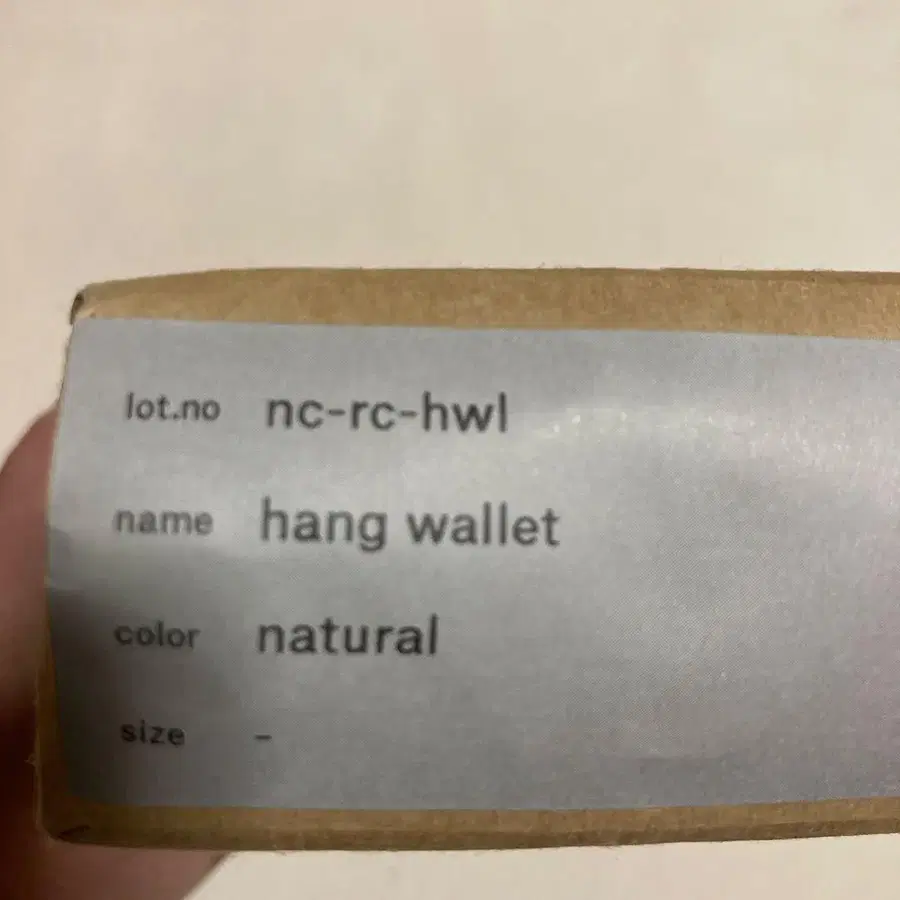 lot.no nc-rc-hwl
name hang wallet
color natural
size -